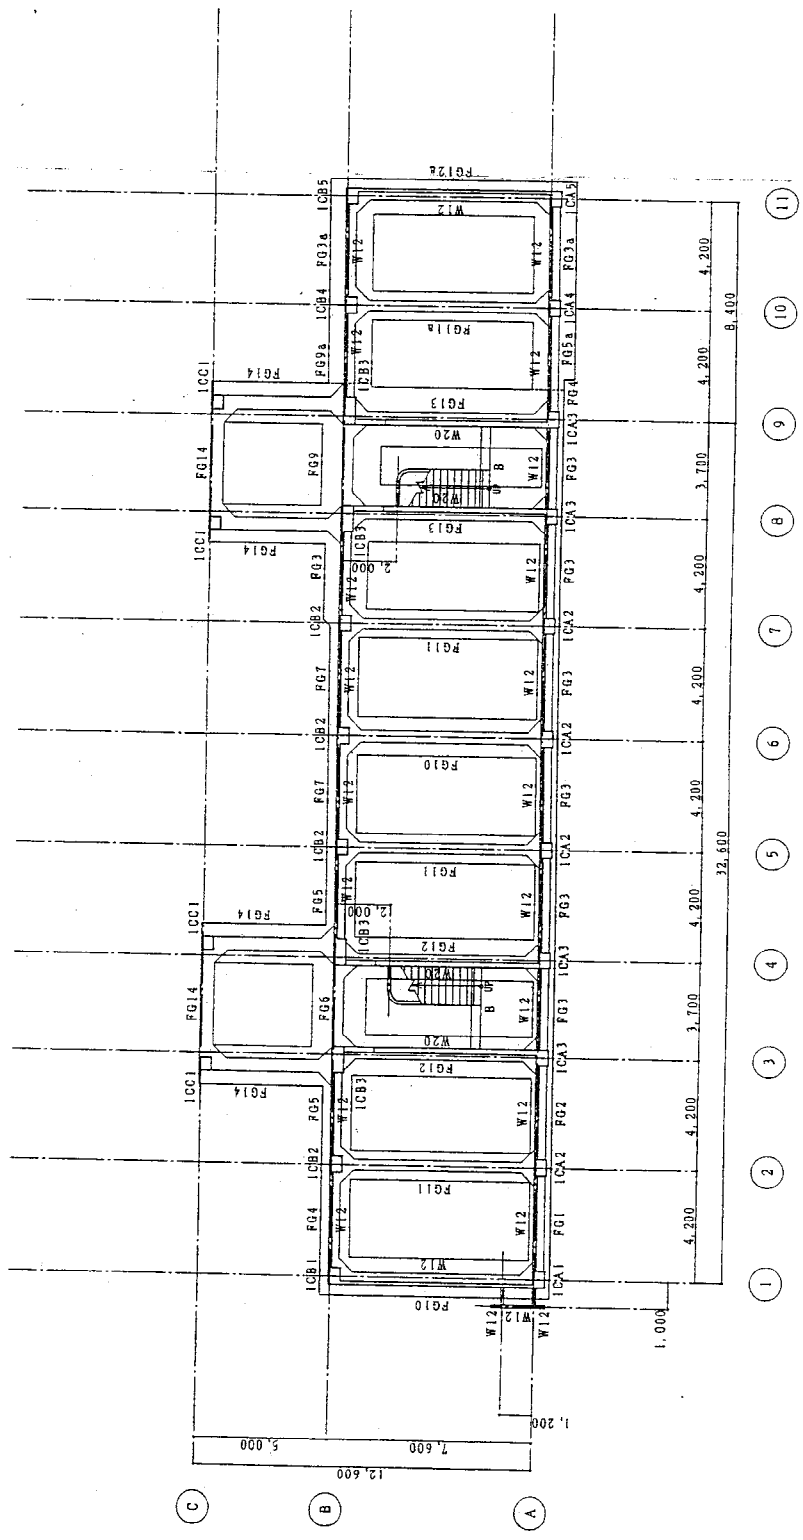 C
1CC1 FG14 1CC1 1CC1 FG14 1CC1
FG14 FG14 FG14 FG14
5,000
12,600
B
1CB1 FG4 1CB2 FG5 FG6 FG5 1CB2 FG7 1CB2 FG7 1CB2 FG3 FG9 FG9a 1CB4 FG3a 1CB5
W12 W12 W12 W12 W12 W12 W12 W12
1CB3 1CB3 1CB3 1CB3
2,000 2,000
7,600
FG10 W12 FG11 FG12 W20 W20 FG12 FG11 FG10 FG11 FG13 W20 W20 FG13 FG11a W12 FG12a
UP UP
B B
W12 W12 W12 W12 W12 W12 W12 W12 W12 W12 W12
W12
A
W12 1CA1 FG1 1CA2 FG2 1CA3 FG3 1CA3 FG3 1CA2 FG3 1CA2 FG3 1CA2 FG3 1CA3 FG3 1CA3 FG4 FG5a 1CA4 FG3a 1CA5
1,200
1,000
4,200 4,200 3,700 4,200 4,200 4,200 4,200 3,700 4,200 4,200
32,600 8,400
1 2 3 4 5 6 7 8 9 10 11